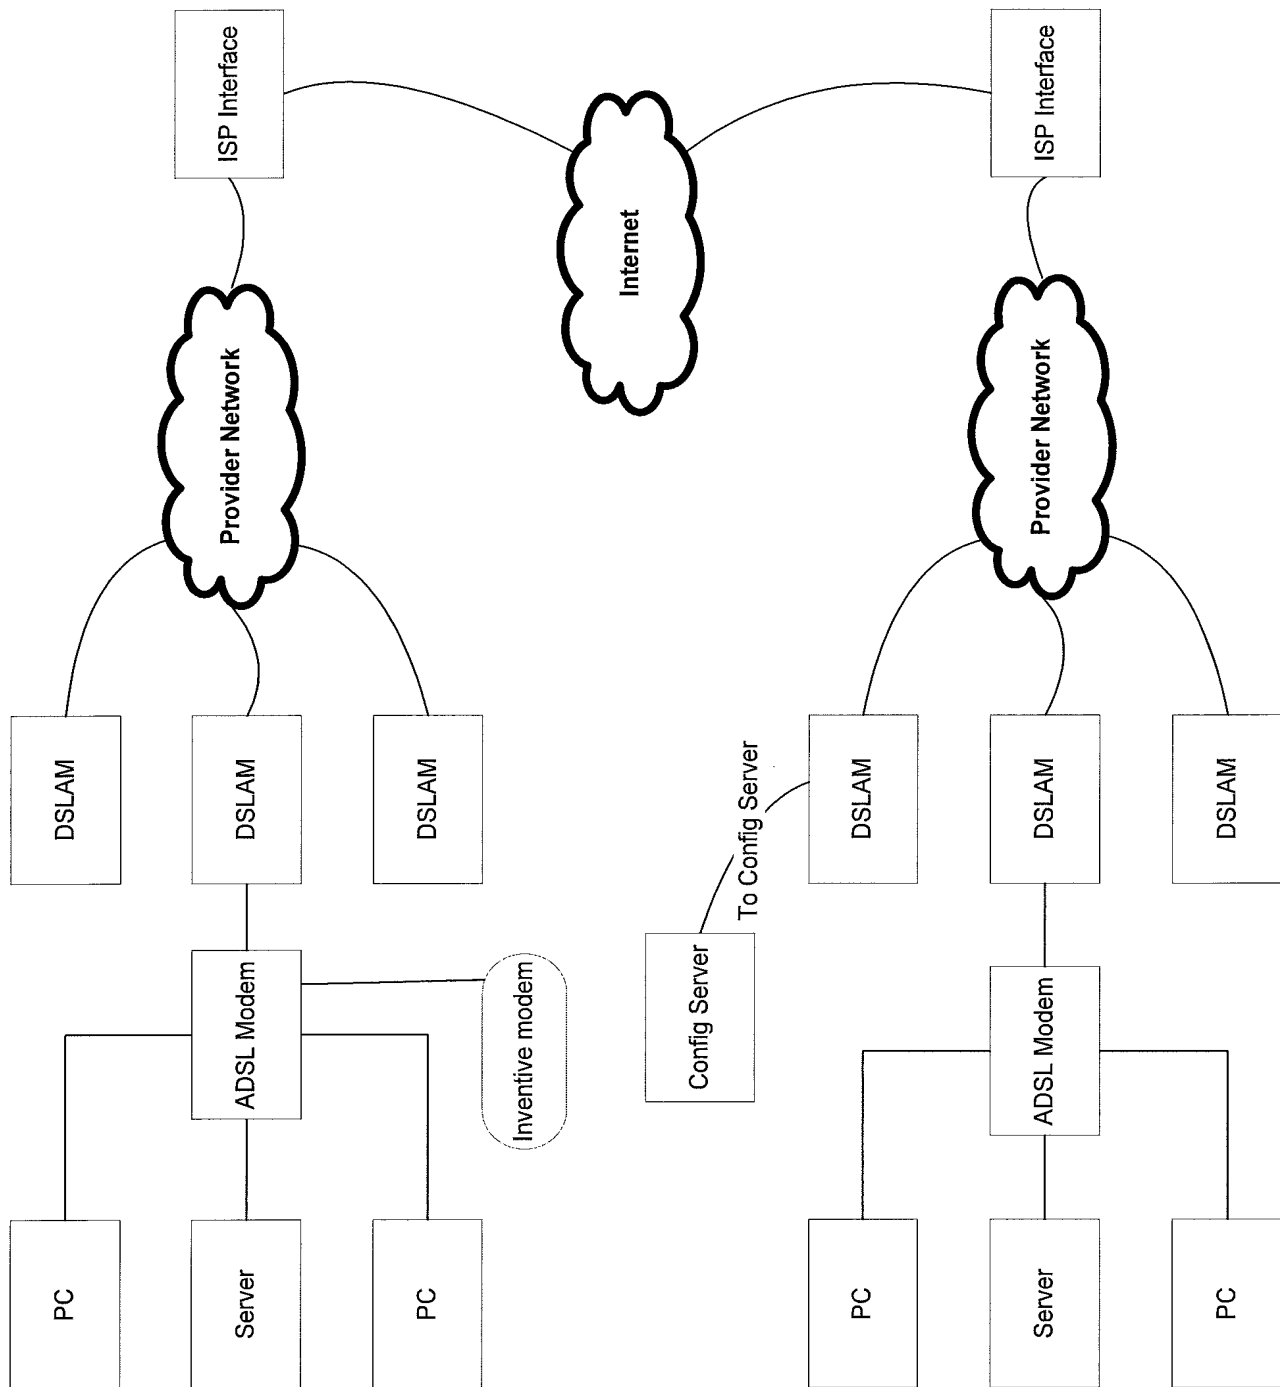 PC
Server
PC
ADSL Modem
Inventive modem
DSLAM
DSLAM
DSLAM
Provider Network
ISP Interface
Internet
Config Server
To Config Server
PC
Server
PC
ADSL Modem
DSLAM
DSLAM
DSLAM
Provider Network
ISP Interface